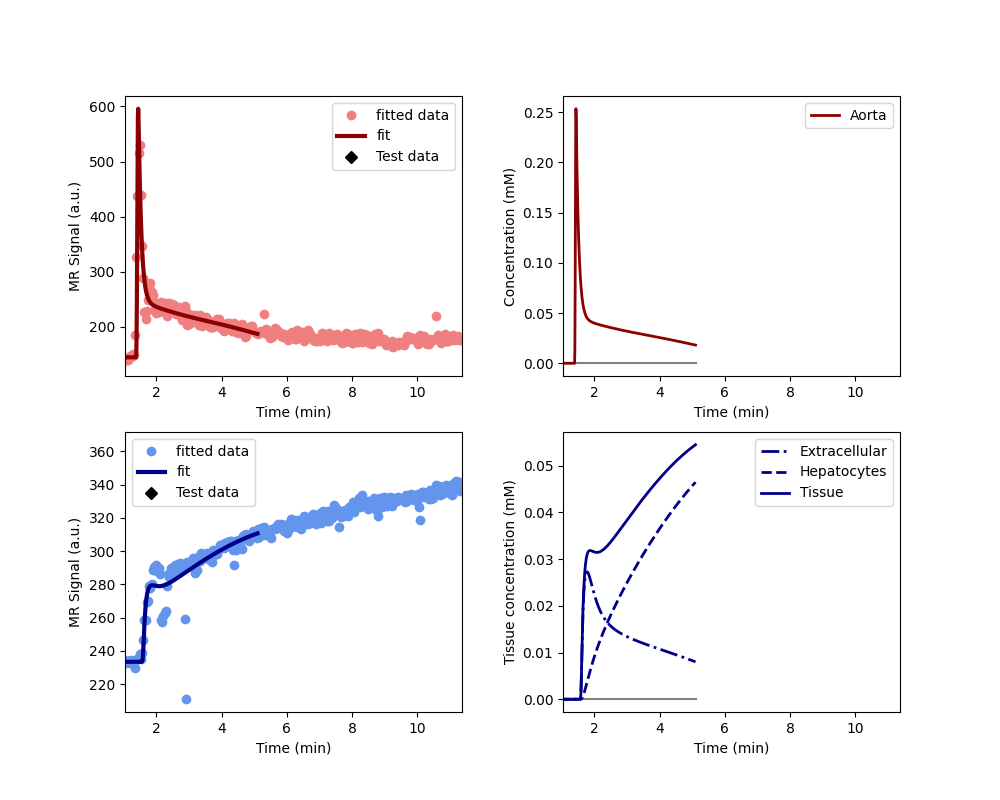 600
500
400
300
200
MR Signal (a.u.)
fitted data
fit
Test data
2 4 6 8 10
Time (min)
0.25
0.20
0.15
0.10
0.05
0.00
Concentration (mM)
Aorta
2 4 6 8 10
Time (min)
360
340
320
300
280
260
240
220
MR Signal (a.u.)
fitted data
fit
Test data
2 4 6 8 10
Time (min)
0.05
0.04
0.03
0.02
0.01
0.00
Tissue concentration (mM)
Extracellular
Hepatocytes
Tissue
2 4 6 8 10
Time (min)